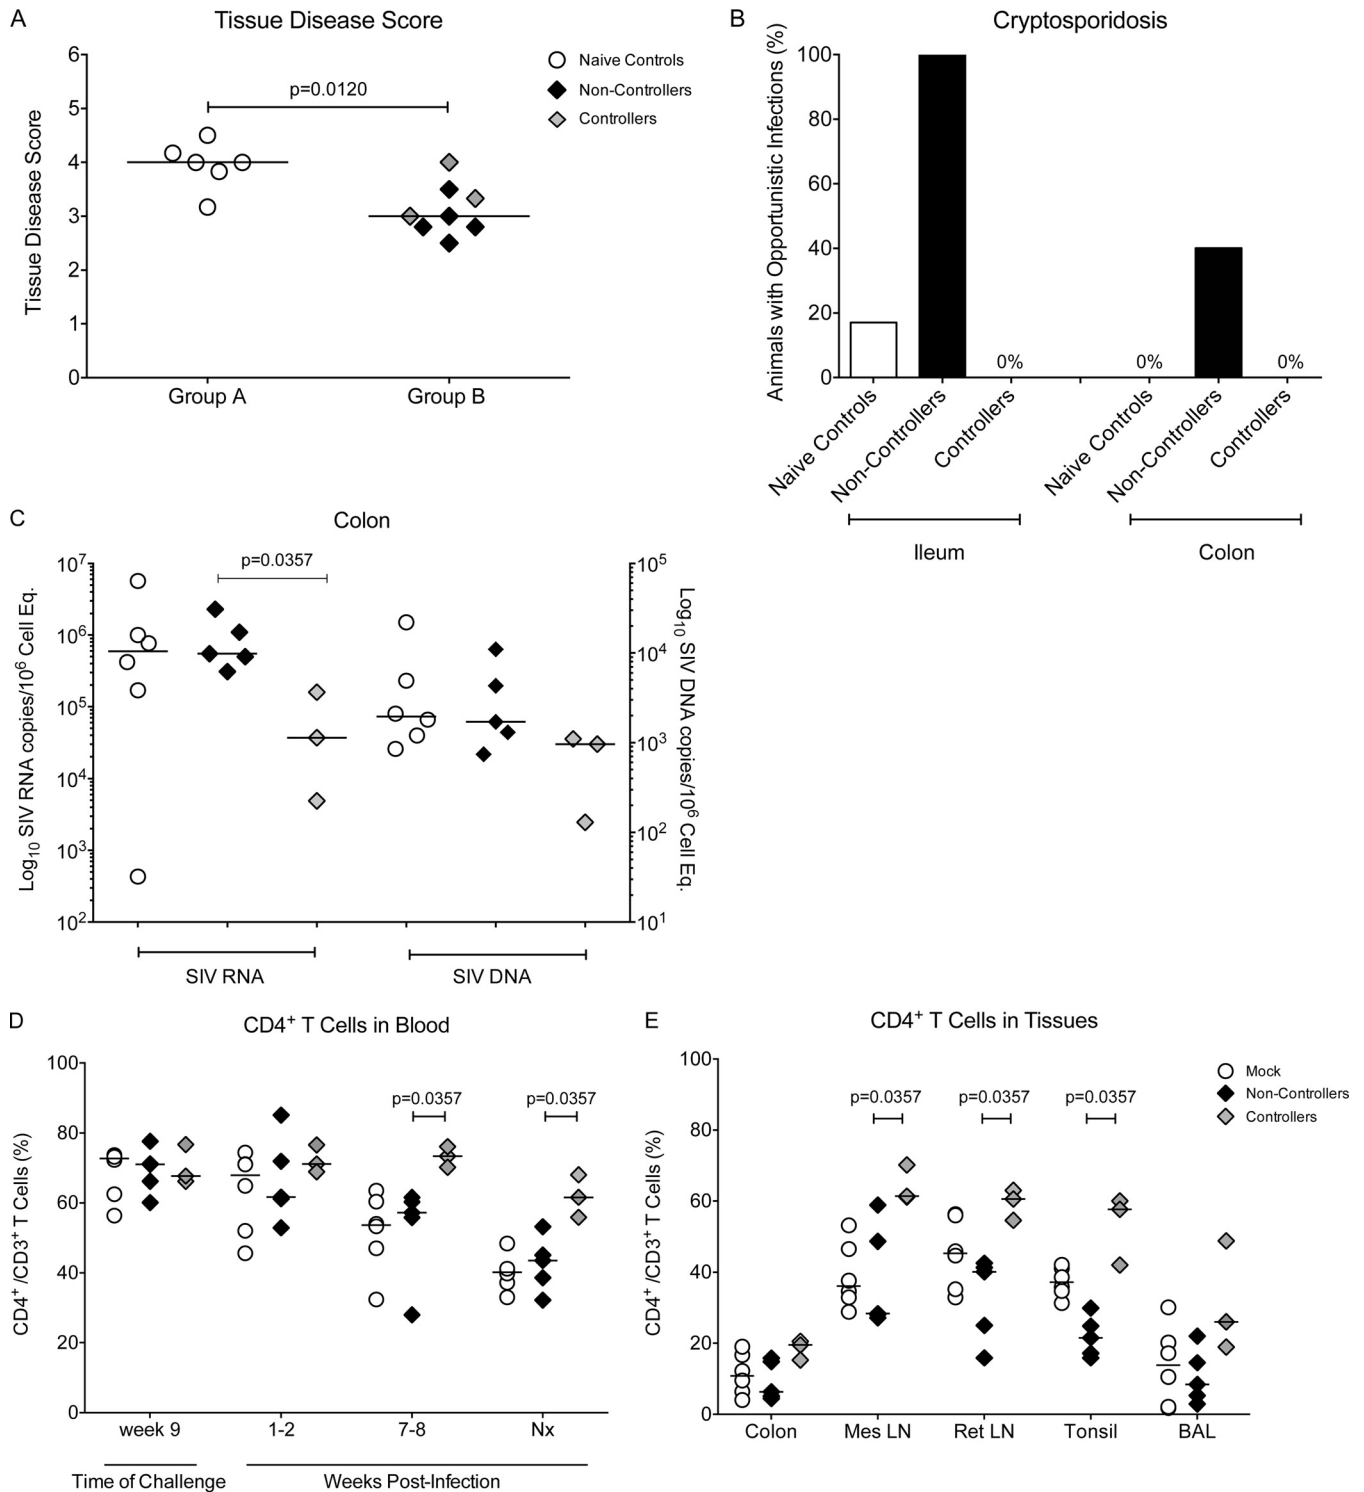 A
Tissue Disease Score
6
5
4
3
2
1
0
Tissue Disease Score
p=0.0120
Naive Controls
Non-Controllers
Controllers
Group A
Group B
B
Cryptosporidosis
Animals with Opportunistic Infections (%)
100
80
60
40
20
0
0%
0%
0%
Naive Controls
Non-Controllers
Controllers
Naive Controls
Non-Controllers
Controllers
Ileum
Colon
C
Colon
Log10 SIV RNA copies/10^6 Cell Eq.
10^7
10^6
10^5
10^4
10^3
10^2
p=0.0357
10^5
10^4
10^3
10^2
10^1
Log10 SIV DNA copies/10^6 Cell Eq.
SIV RNA
SIV DNA
D
CD4+ T Cells in Blood
CD4+ /CD3+ T Cells (%)
100
80
60
40
20
0
p=0.0357
p=0.0357
week 9
1-2
7-8
Nx
Time of Challenge
Weeks Post-Infection
E
CD4+ T Cells in Tissues
CD4+ /CD3+ T Cells (%)
100
80
60
40
20
0
p=0.0357
p=0.0357
p=0.0357
Mock
Non-Controllers
Controllers
Colon
Mes LN
Ret LN
Tonsil
BAL